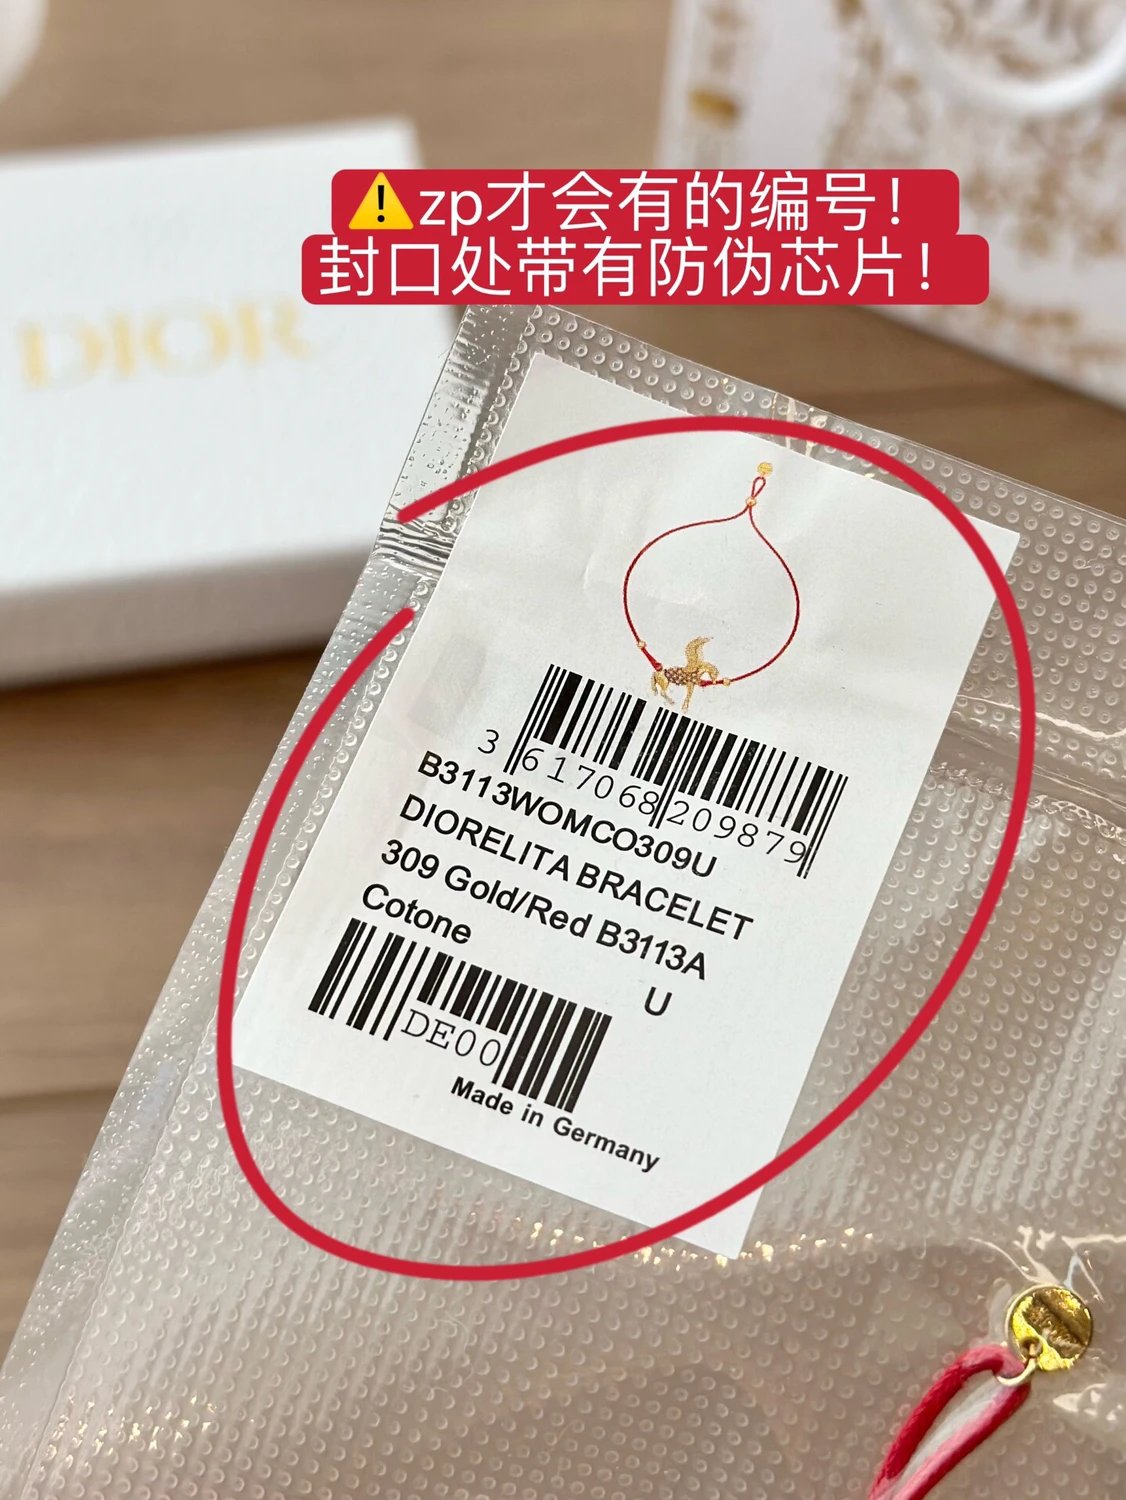 ⚠️zp才会有的编号！
封口处带有防伪芯片！
DIOR
3 617068 209879
B3113WOMCO309U
DIORELITA BRACELET
309 Gold/Red B3113A
Cotone
U
DE00
Made in Germany